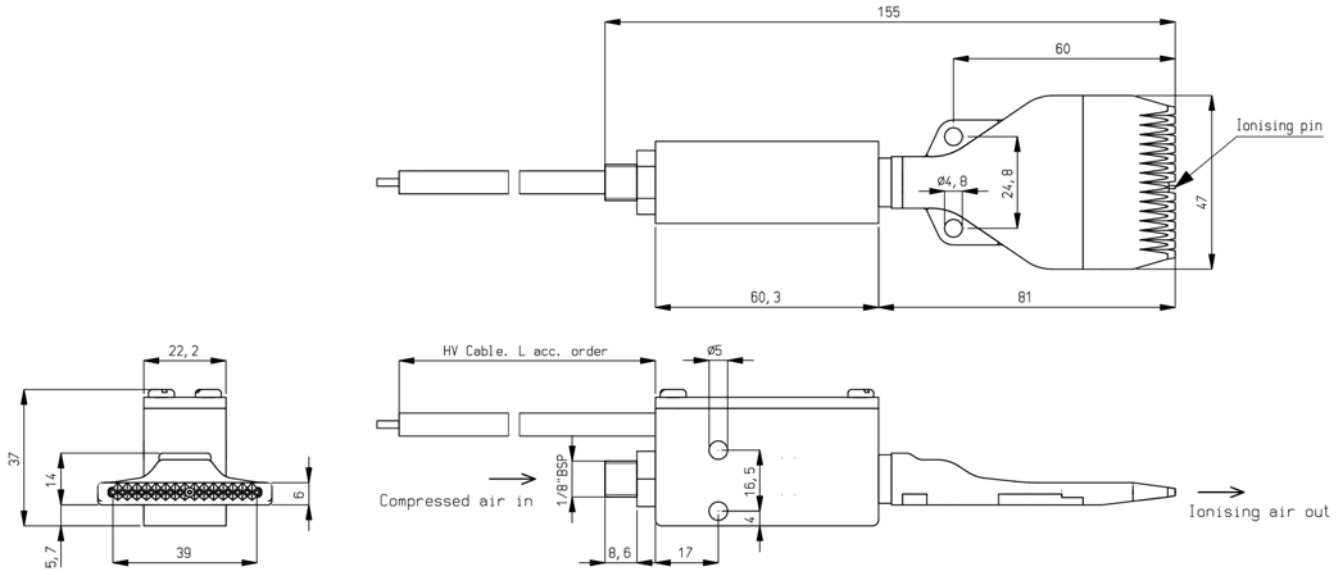 155
60
Ionising pin
Ø4,8
24,8
47
60,3
81
22,2
HV Cable. L acc. order
Ø5
37
14
6
5,7
39
Compressed air in
1/8"BSP
16,5
4
8,6
17
Ionising air out